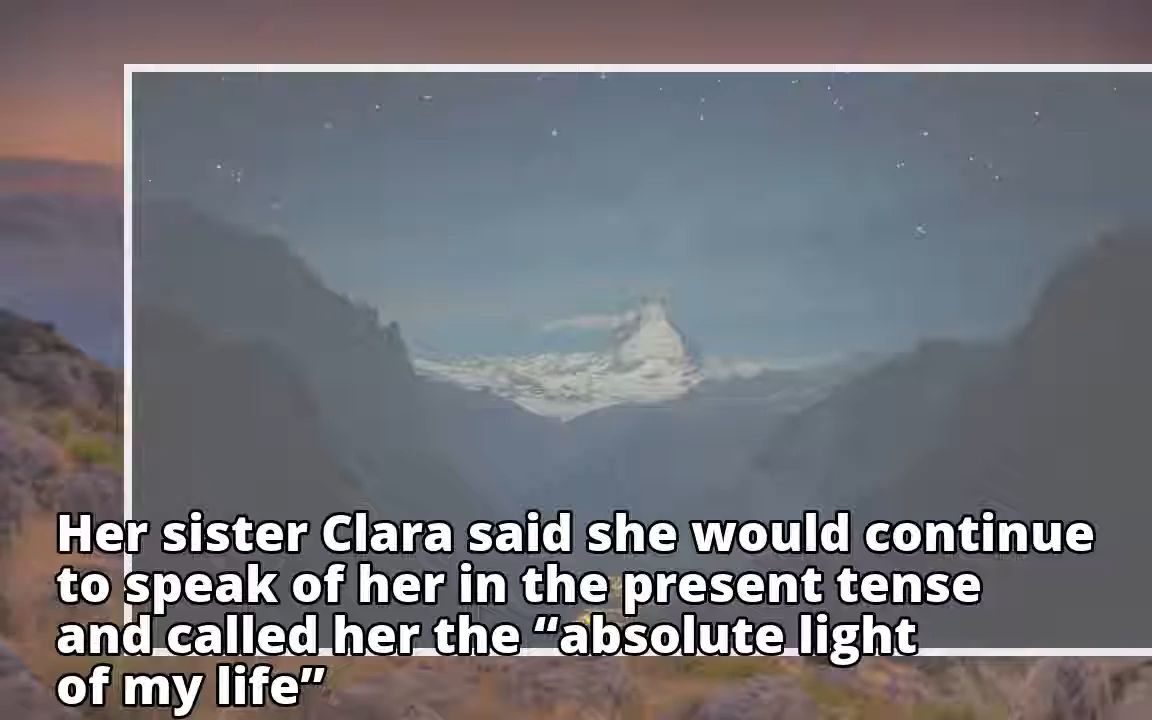 Her sister Clara said she would continue
to speak of her in the present tense
and called her the “absolute light
of my life”